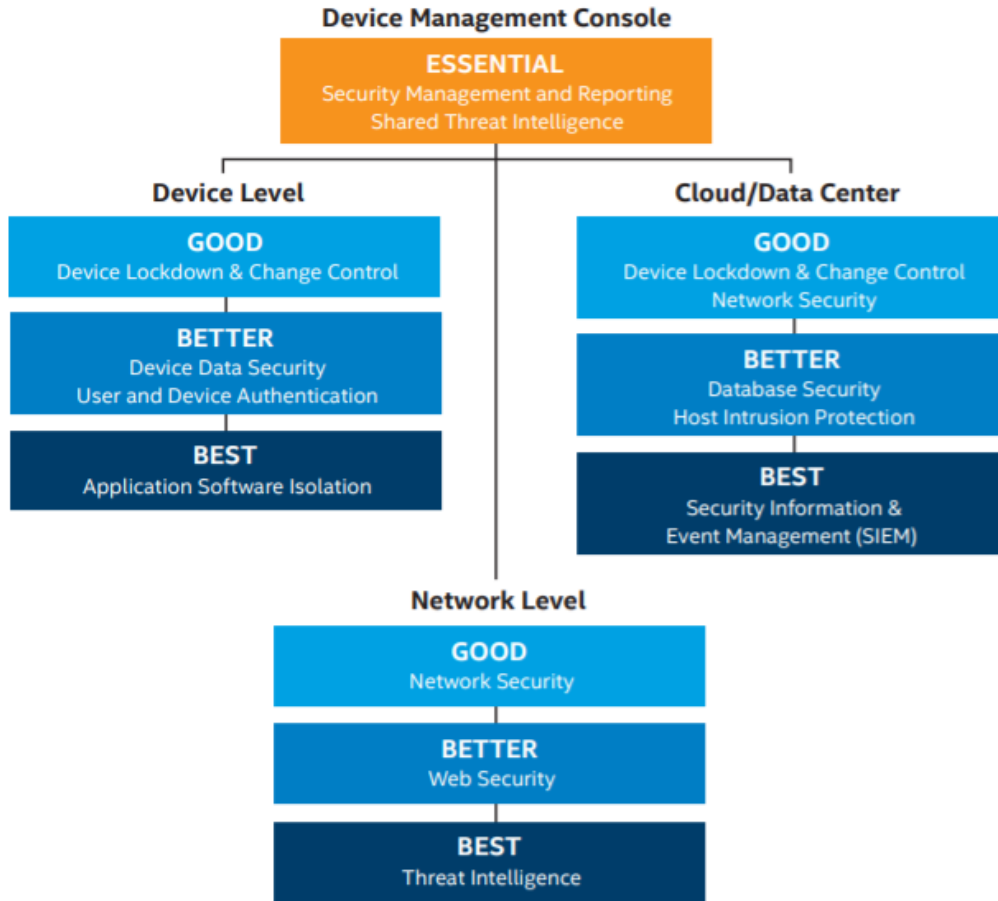 Device Management Console
ESSENTIAL
Security Management and Reporting
Shared Threat Intelligence
Device Level
GOOD
Device Lockdown & Change Control
BETTER
Device Data Security
User and Device Authentication
BEST
Application Software Isolation
Cloud/Data Center
GOOD
Device Lockdown & Change Control
Network Security
BETTER
Database Security
Host Intrusion Protection
BEST
Security Information &
Event Management (SIEM)
Network Level
GOOD
Network Security
BETTER
Web Security
BEST
Threat Intelligence